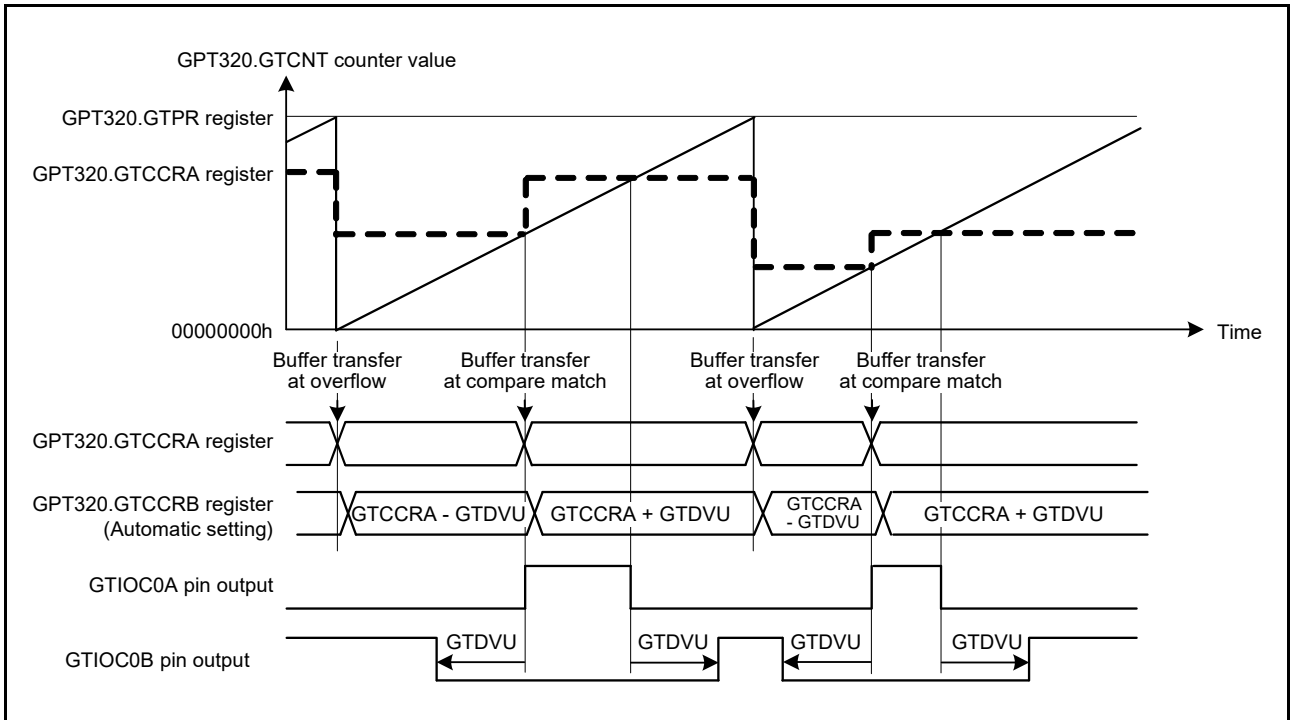 GPT320.GTCNT counter value
GPT320.GTPR register
GPT320.GTCCRA register
00000000h
Time
Buffer transfer
at overflow
Buffer transfer
at compare match
Buffer transfer
at overflow
Buffer transfer
at compare match
GPT320.GTCCRA register
GPT320.GTCCRB register
(Automatic setting)
GTCCRA - GTDVU
GTCCRA + GTDVU
GTCCRA
- GTDVU
GTCCRA + GTDVU
GTIOC0A pin output
GTIOC0B pin output
GTDVU
GTDVU
GTDVU
GTDVU